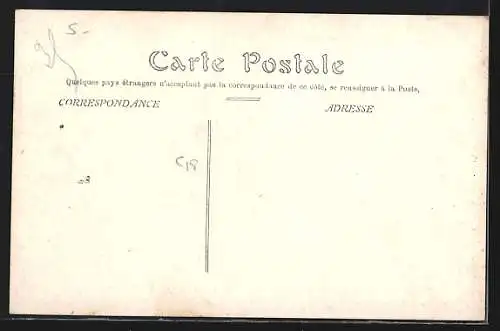 5-
Carte Postale
Quelques pays étrangers n'acceptant pas la correspondance de ce côté, se renseigner à la Poste.
CORRESPONDANCE
ADRESSE
C18